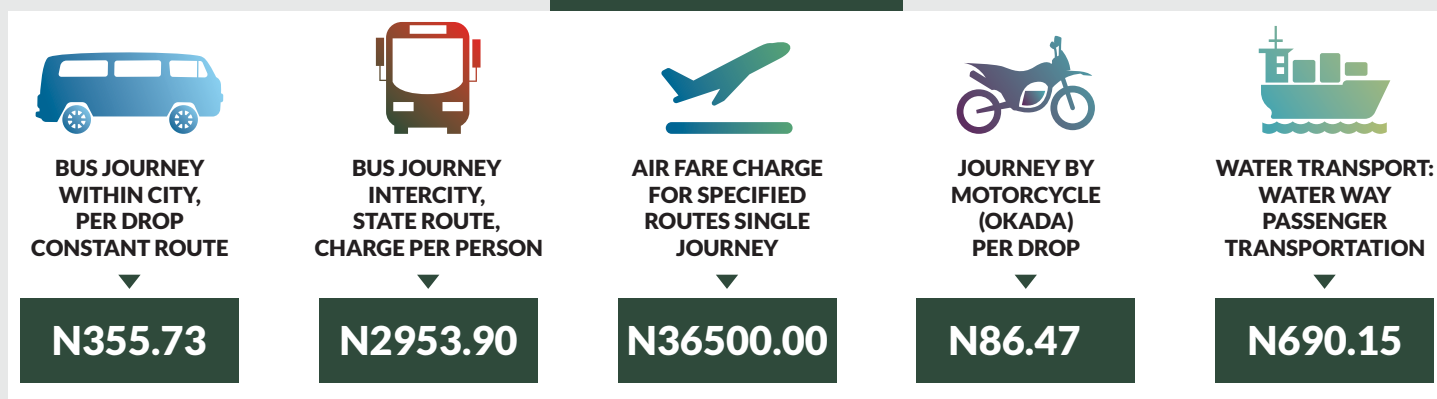 BUS JOURNEY
WITHIN CITY,
PER DROP
CONSTANT ROUTE
N355.73
BUS JOURNEY
INTERCITY,
STATE ROUTE,
CHARGE PER PERSON
N2953.90
AIR FARE CHARGE
FOR SPECIFIED
ROUTES SINGLE
JOURNEY
N36500.00
JOURNEY BY
MOTORCYCLE
(OKADA)
PER DROP
N86.47
WATER TRANSPORT:
WATER WAY
PASSENGER
TRANSPORTATION
N690.15